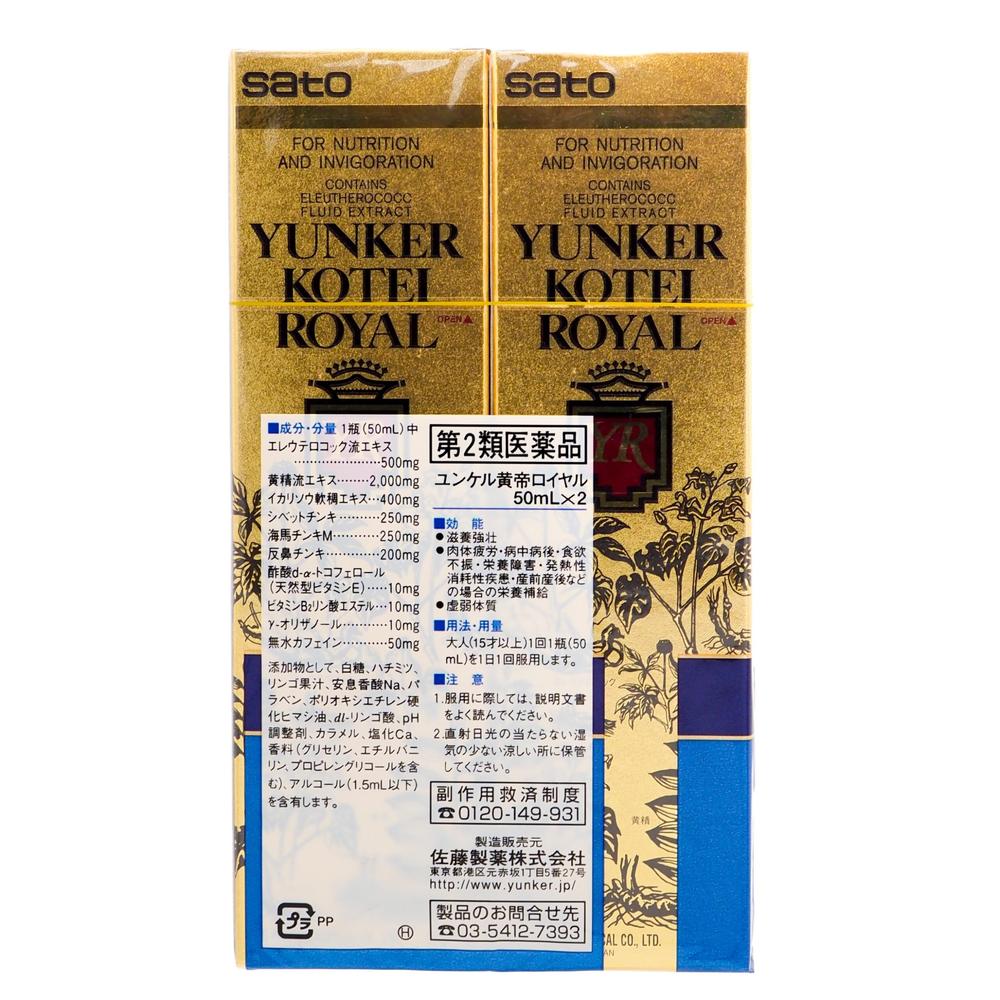 sato
FOR NUTRITION
AND INVIGORATION
CONTAINS
ELEUTHEROCOCC
FLUID EXTRACT
YUNKER
KOTEI
ROYAL
OPEN▲
sato
FOR NUTRITION
AND INVIGORATION
CONTAINS
ELEUTHEROCOCC
FLUID EXTRACT
YUNKER
KOTEI
ROYAL
OPEN▲
YR
■成分・分量 1瓶(50mL)中
エレウテロコック流エキス
…………………500mg
黄精流エキス……2,000mg
イカリソウ軟稠エキス…400mg
シベットチンキ………250mg
海馬チンキM………250mg
反鼻チンキ…………200mg
酢酸d-α-トコフェロール
(天然型ビタミンE)……10mg
ビタミンB₂リン酸エステル…10mg
γ-オリザノール………10mg
無水カフェイン…………50mg
添加物として、白糖、ハチミツ、
リンゴ果汁、安息香酸Na、パ
ラベン、ポリオキシエチレン硬
化ヒマシ油、dl-リンゴ酸、pH
調整剤、カラメル、塩化Ca、
香料(グリセリン、エチルバニ
リン、プロピレングリコールを含
む)、アルコール(1.5mL以下)
を含有します。
プラ PP
H
第2類医薬品
ユンケル黄帝ロイヤル
50mL×2
■効 能
●滋養強壮
●肉体疲労・病中病後・食欲
不振・栄養障害・発熱性
消耗性疾患・産前産後など
の場合の栄養補給
●虚弱体質
■用法・用量
大人(15才以上)1回1瓶(50
mL)を1日1回服用します。
■注 意
1.服用に際しては、説明文書
をよく読んでください。
2.直射日光の当たらない湿
気の少ない涼しい所に保管
してください。
副作用救済制度
☎0120-149-931
製造販売元
佐藤製薬株式会社
東京都港区元赤坂1丁目5番27号
http://www.yunker.jp/
製品のお問合せ先
☎03-5412-7393
黄精
CAL CO., LTD.